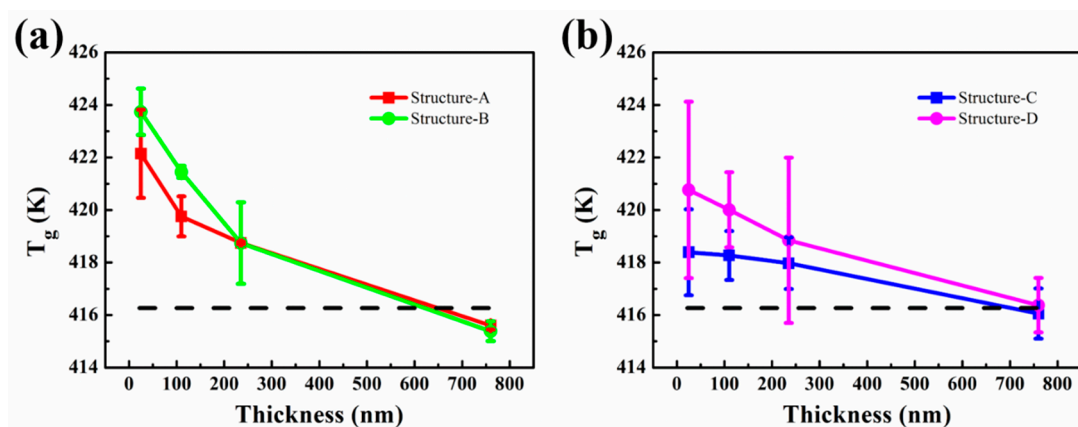 (a)
426
424
422
420
418
416
414
T_g (K)
Structure-A
Structure-B
0 100 200 300 400 500 600 700 800
Thickness (nm)
(b)
426
424
422
420
418
416
414
T_g (K)
Structure-C
Structure-D
0 100 200 300 400 500 600 700 800
Thickness (nm)